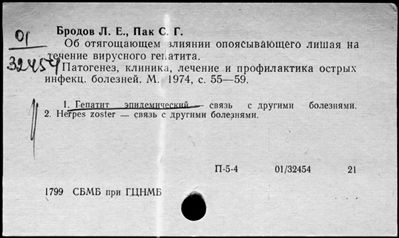 Бродов Л. Е., Пак С. Г.
01
Об отягощающем влиянии опоясывающего лишая на
течение вирусного гепатита.
32454
Патогенез, клиника, лечение и профилактика острых
инфекц. болезней. М. 1974, с. 55—59.
1. Гепатит эпидемический — связь с другими болезнями.
2. Herpes zoster — связь с другими болезнями.
П-5-4 01/32454 21
1799 СБМБ при ГЦНМБ